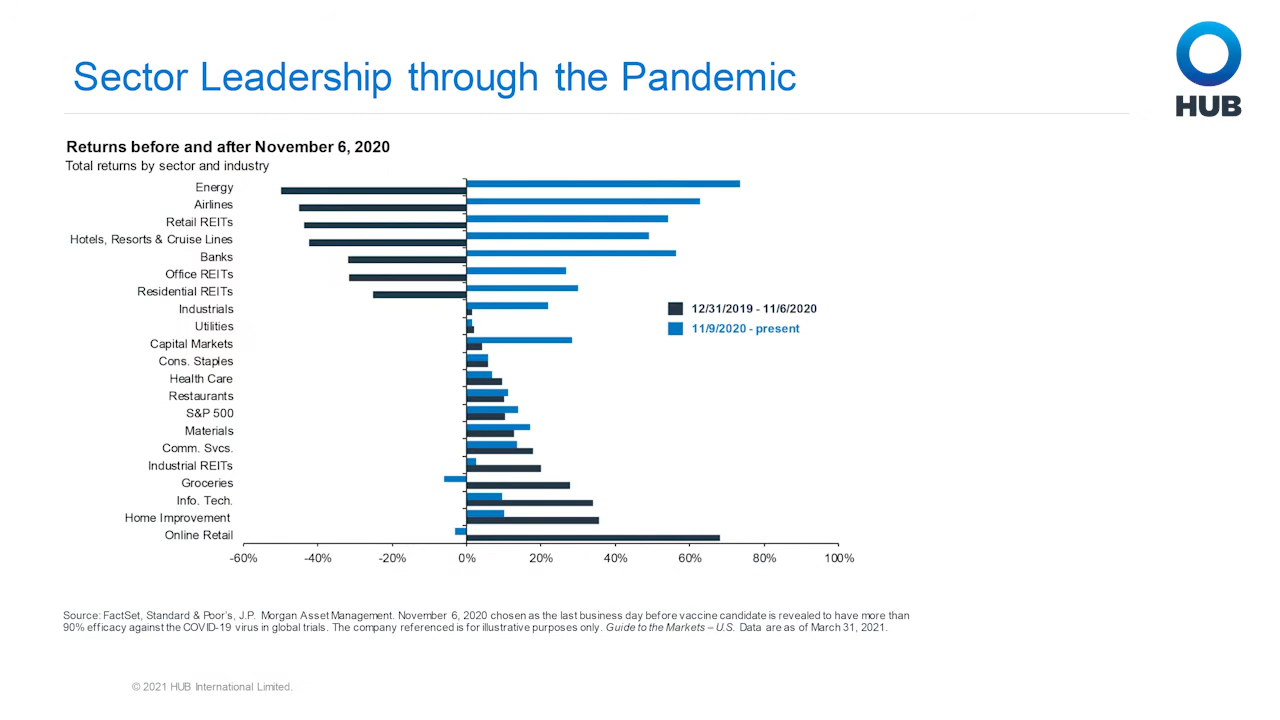 Sector Leadership through the Pandemic
HUB
Returns before and after November 6, 2020
Total returns by sector and industry
Energy
Airlines
Retail REITs
Hotels, Resorts & Cruise Lines
Banks
Office REITs
Residential REITs
Industrials
Utilities
Capital Markets
Cons. Staples
Health Care
Restaurants
S&P 500
Materials
Comm. Svcs.
Industrial REITs
Groceries
Info. Tech.
Home Improvement
Online Retail
12/31/2019 - 11/6/2020
11/9/2020 - present
-60% -40% -20% 0% 20% 40% 60% 80% 100%
Source: FactSet, Standard & Poor's, J.P. Morgan Asset Management. November 6, 2020 chosen as the last business day before vaccine candidate is revealed to have more than
90% efficacy against the COVID-19 virus in global trials. The company referenced is for illustrative purposes only. Guide to the Markets – U.S. Data are as of March 31, 2021.
© 2021 HUB International Limited.